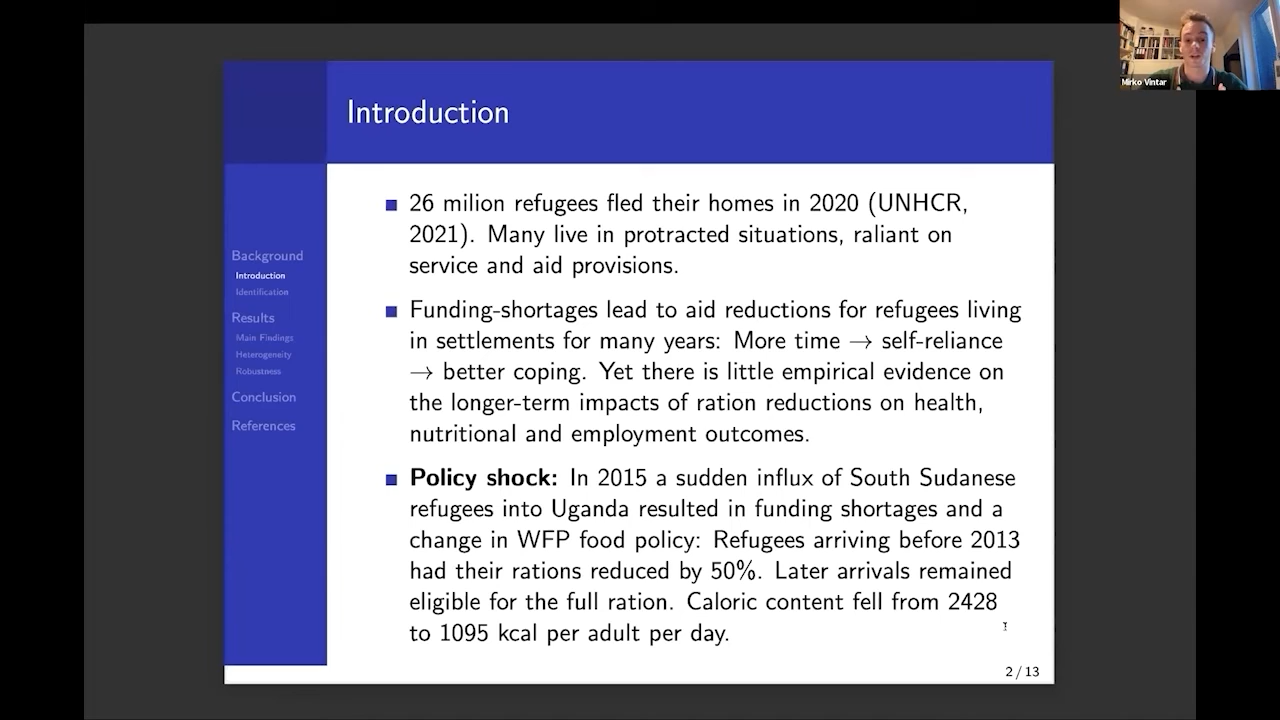 Mirko Vintar
Introduction
Background
Introduction
Identification
Results
Main Findings
Heterogeneity
Robustness
Conclusion
References
26 milion refugees fled their homes in 2020 (UNHCR,
2021). Many live in protracted situations, raliant on
service and aid provisions.
Funding-shortages lead to aid reductions for refugees living
in settlements for many years: More time → self-reliance
→ better coping. Yet there is little empirical evidence on
the longer-term impacts of ration reductions on health,
nutritional and employment outcomes.
Policy shock: In 2015 a sudden influx of South Sudanese
refugees into Uganda resulted in funding shortages and a
change in WFP food policy: Refugees arriving before 2013
had their rations reduced by 50%. Later arrivals remained
eligible for the full ration. Caloric content fell from 2428
to 1095 kcal per adult per day.
2 / 13